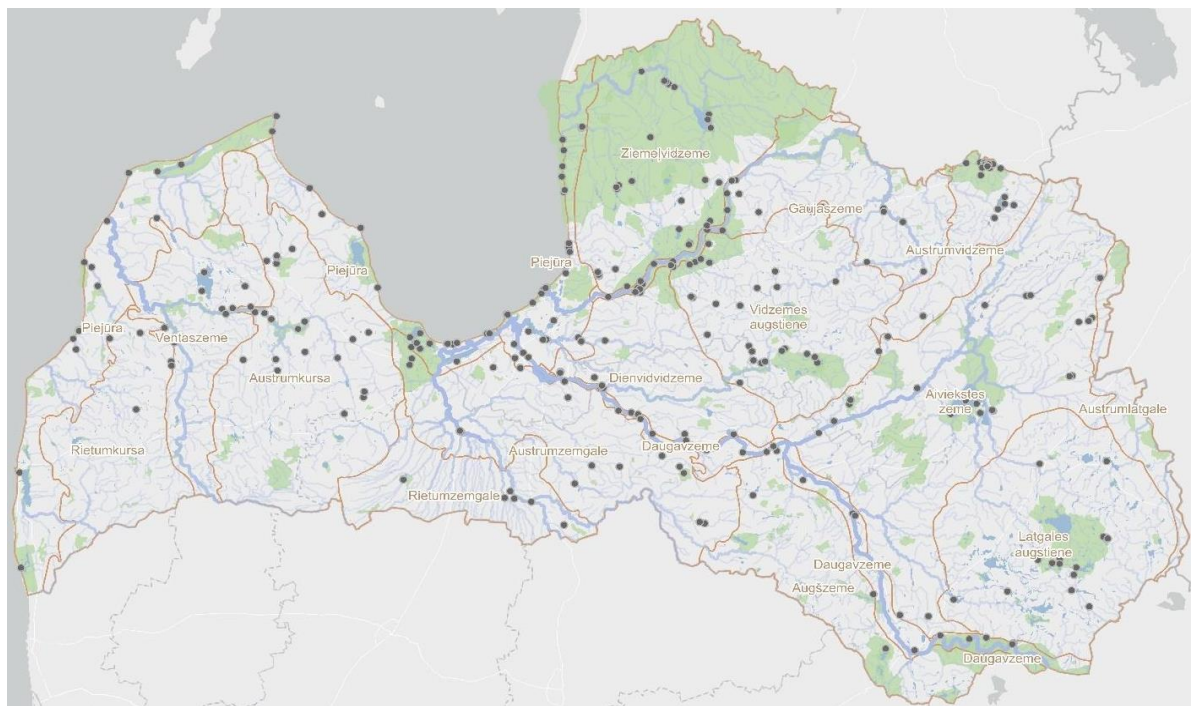 Ziemeļvidzeme
Gaujaszeme
Austrumvidzeme
Piejūra
Piejūra
Vidzemes
augstiene
Piejūra
Ventaszeme
Austrumkursa
Dienvidvidzeme
Aiviekstes
zeme
Austrumlatgale
Rietumkursa
Austrumzemgale
Daugavzeme
Rietumzemgale
Latgales
augstiene
Daugavzeme
Augšzeme
Daugavzeme